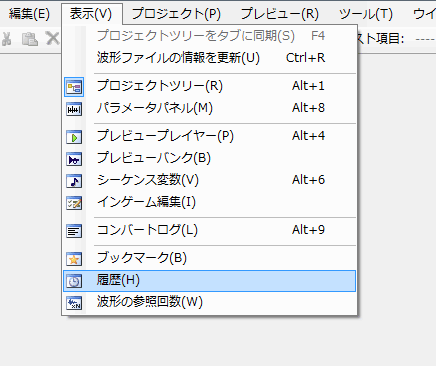 編集(E) 表示(V) プロジェクト(P) プレビュー(R) ツール(T) ウイ
プロジェクトツリーをタブに同期(S) F4
スト項目: ----
波形ファイルの情報を更新(U) Ctrl+R
プロジェクトツリー(R) Alt+1
パラメータパネル(M) Alt+8
プレビュープレイヤー(P) Alt+4
プレビューバンク(B)
シーケンス変数(V) Alt+6
インゲーム編集(I)
コンバートログ(L) Alt+9
ブックマーク(B)
履歴(H)
波形の参照回数(W)